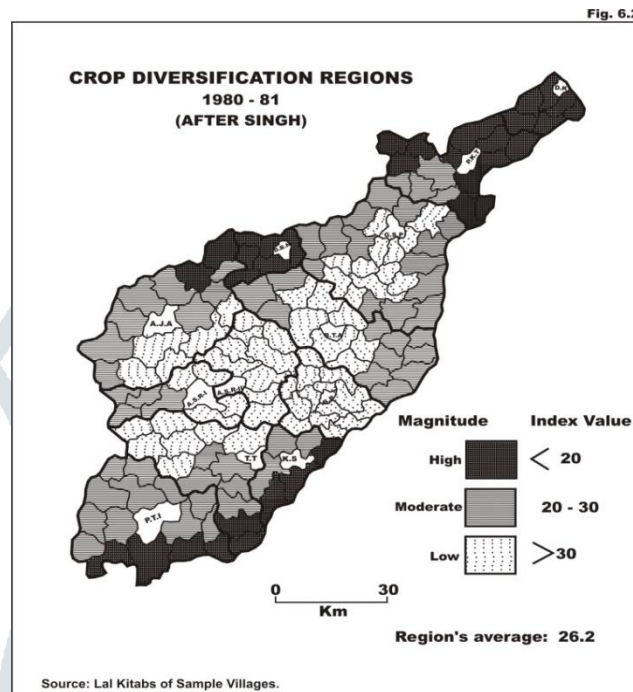 Fig. 6.2
CROP DIVERSIFICATION REGIONS
1980 - 81
(AFTER SINGH)
P.K.T
G.S.P
A.J.A
B.T.A
A.S.R.I
A.S.R.II
T.T
K.S
P.T.I
Magnitude Index Value
High < 20
Moderate 20 - 30
Low >30
0 30
Km
Region's average: 26.2
Source: Lal Kitabs of Sample Villages.